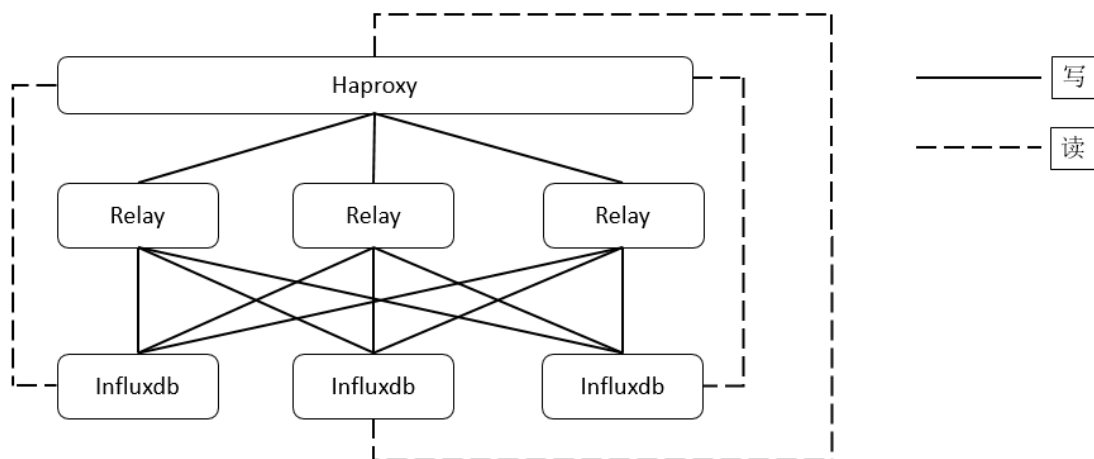 Haproxy
写
读
Relay
Relay
Relay
Influxdb
Influxdb
Influxdb